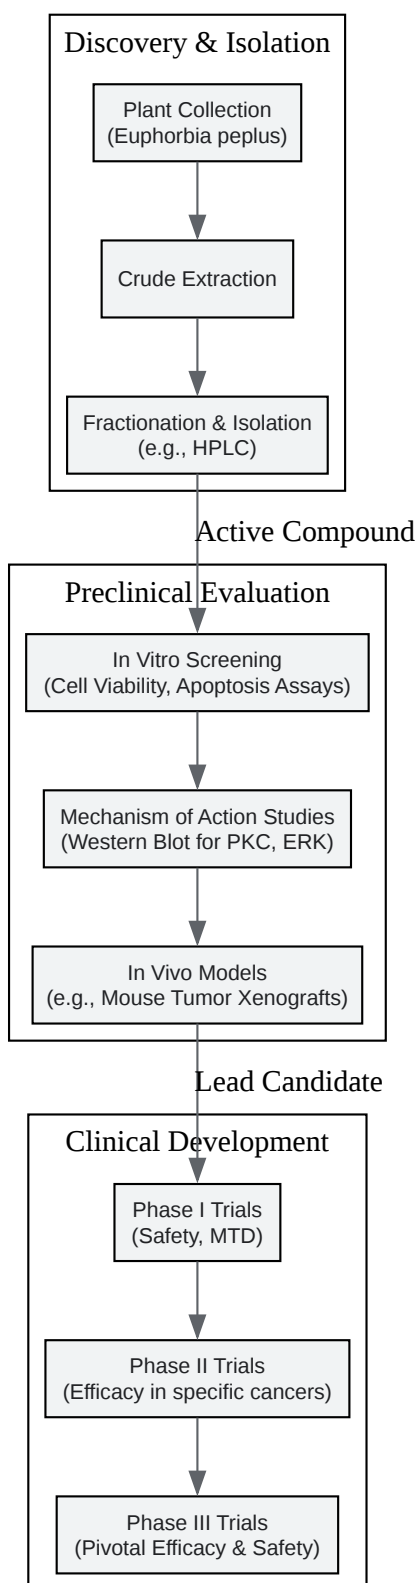 Discovery & Isolation
Plant Collection
(Euphorbia peplus)
Crude Extraction
Fractionation & Isolation
(e.g., HPLC)
Active Compound
Preclinical Evaluation
In Vitro Screening
(Cell Viability, Apoptosis Assays)
Mechanism of Action Studies
(Western Blot for PKC, ERK)
In Vivo Models
(e.g., Mouse Tumor Xenografts)
Lead Candidate
Clinical Development
Phase I Trials
(Safety, MTD)
Phase II Trials
(Efficacy in specific cancers)
Phase III Trials
(Pivotal Efficacy & Safety)